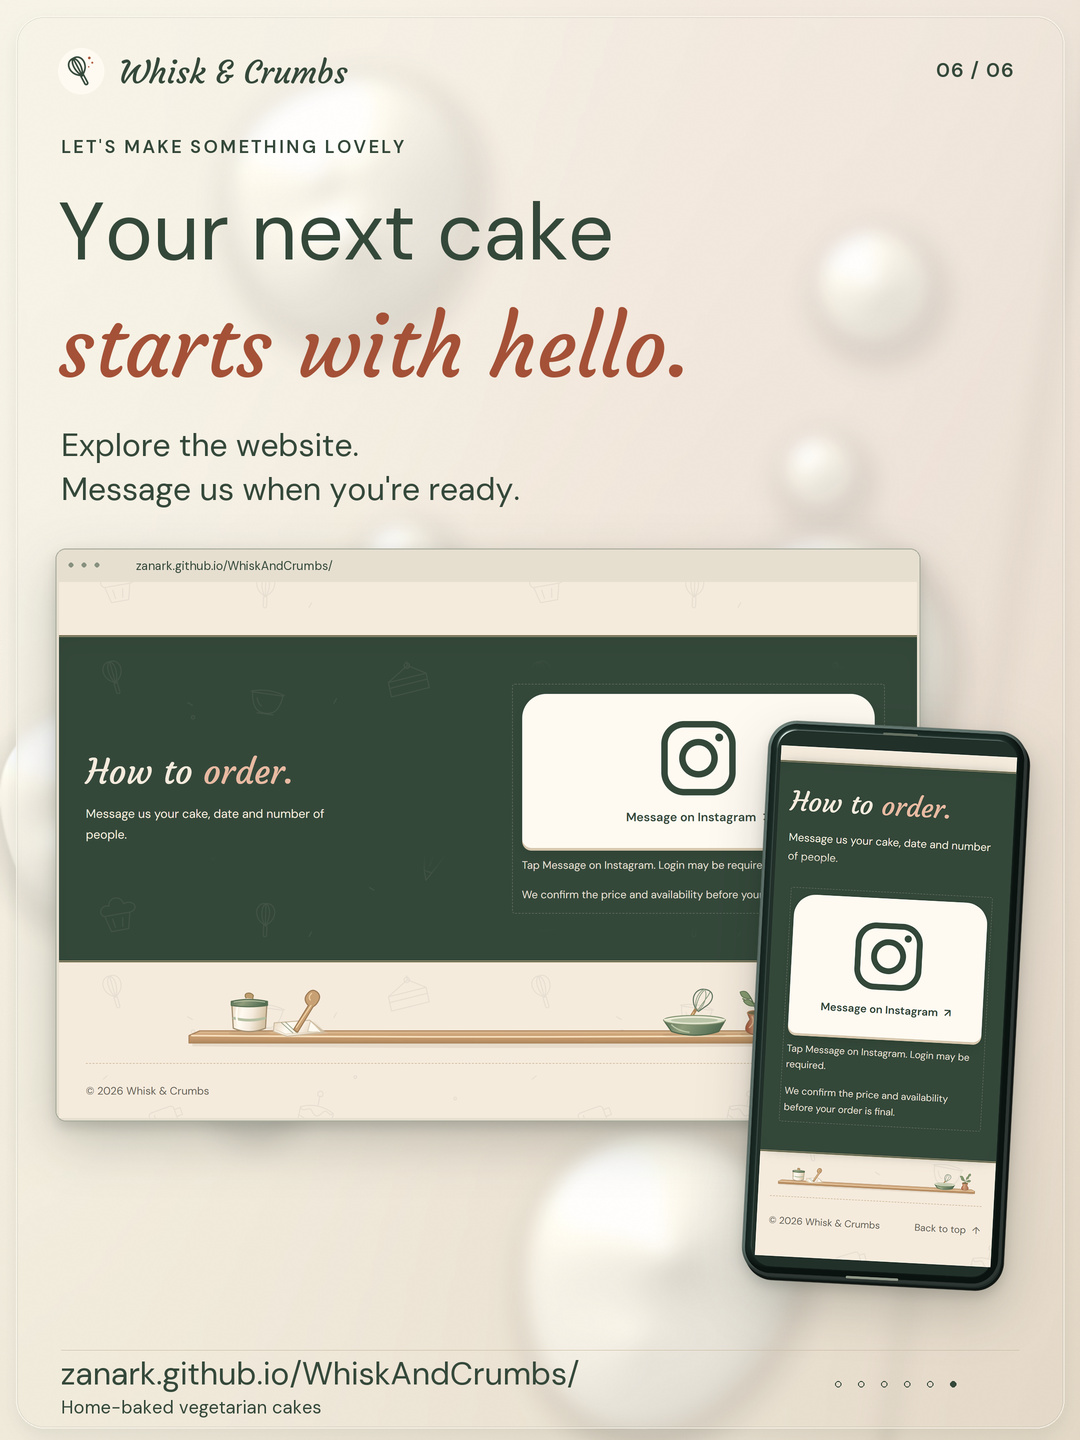 Whisk & Crumbs
06 / 06
LET'S MAKE SOMETHING LOVELY
Your next cake
starts with hello.
Explore the website.
Message us when you're ready.
zanark.github.io/WhiskAndCrumbs/
How to order.
Message us your cake, date and number of
people.
Message on Instagram
Tap Message on Instagram. Login may be require
We confirm the price and availability before you
© 2026 Whisk & Crumbs
How to order.
Message us your cake, date and number
of people.
Message on Instagram ↗
Tap Message on Instagram. Login may be
required.
We confirm the price and availability
before your order is final.
© 2026 Whisk & Crumbs
Back to top ↑
zanark.github.io/WhiskAndCrumbs/
Home-baked vegetarian cakes